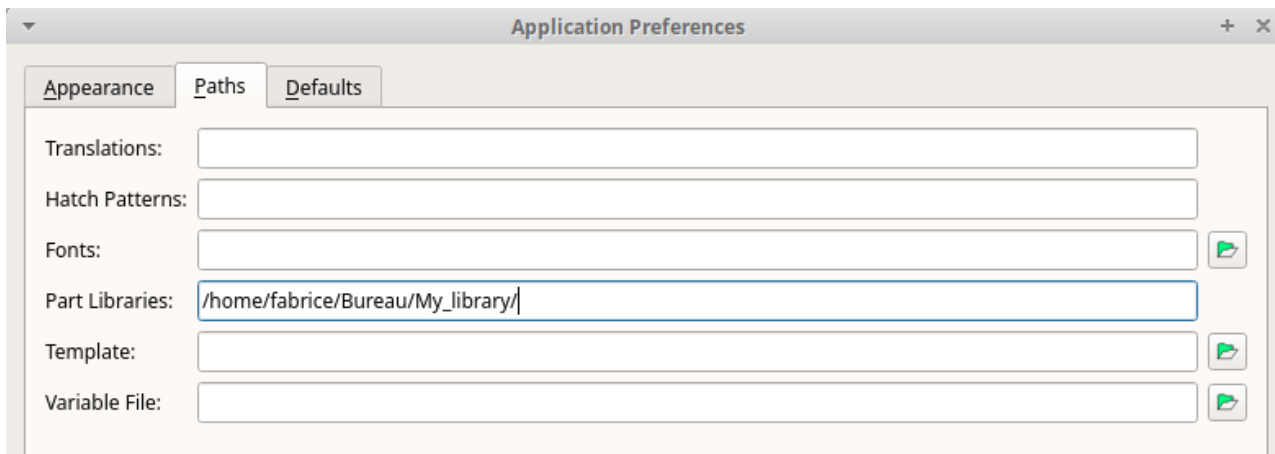 Application Preferences
Appearance Paths Defaults
Translations:
Hatch Patterns:
Fonts:
Part Libraries: /home/fabrice/Bureau/My_library/
Template:
Variable File: